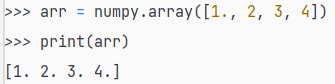 >>> arr = numpy.array([1., 2, 3, 4])
>>> print(arr)
[1. 2. 3. 4.]